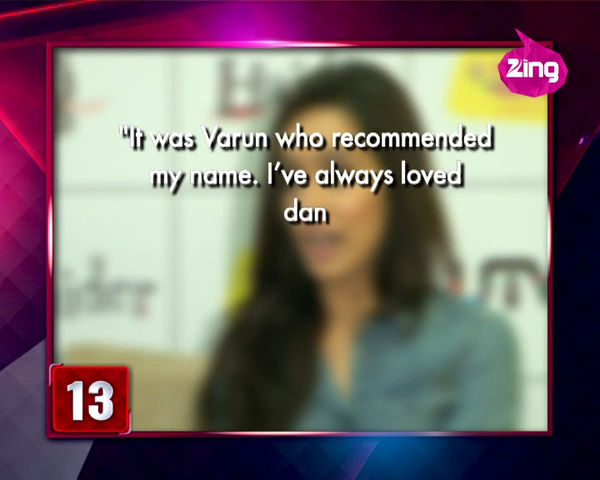 Zing
"It was Varun who recommended
my name. I've always loved
dan
13